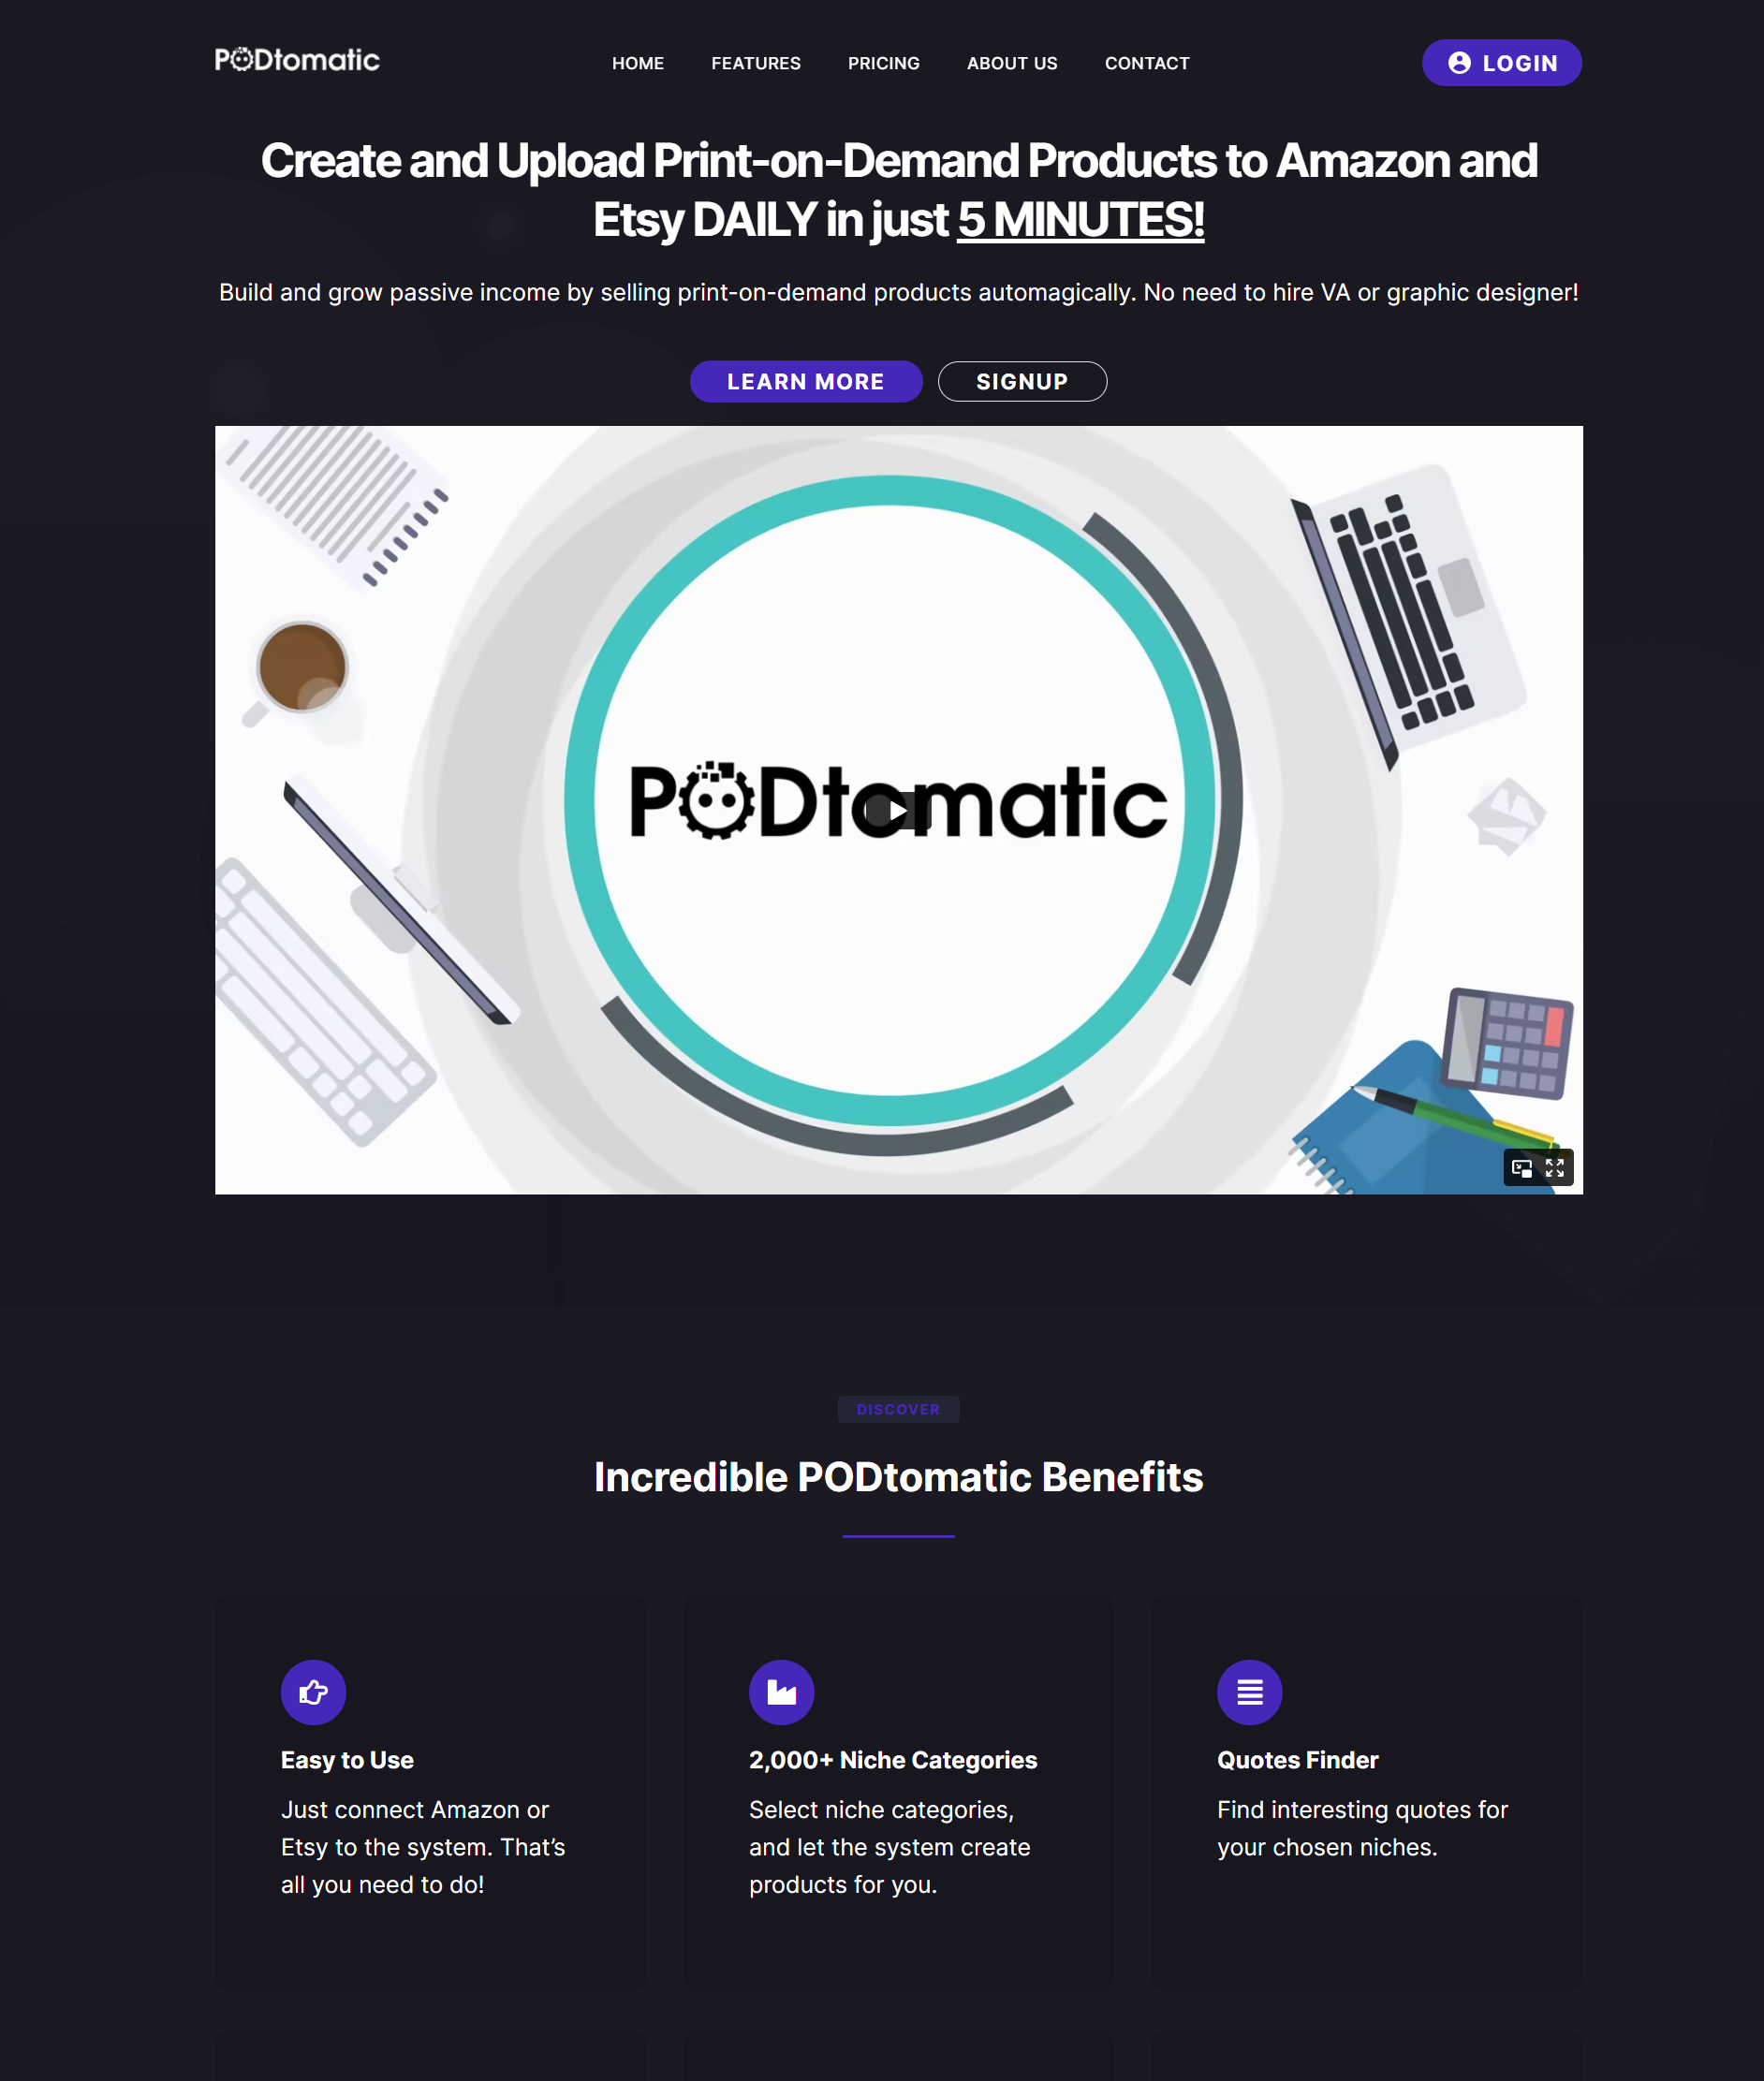 PODtomatic
HOME
FEATURES
PRICING
ABOUT US
CONTACT
LOGIN
Create and Upload Print-on-Demand Products to Amazon and
Etsy DAILY in just 5 MINUTES!
Build and grow passive income by selling print-on-demand products automagically. No need to hire VA or graphic designer!
LEARN MORE
SIGNUP
PODtomatic
DISCOVER
Incredible PODtomatic Benefits
Easy to Use
Just connect Amazon or
Etsy to the system. That’s
all you need to do!
2,000+ Niche Categories
Select niche categories,
and let the system create
products for you.
Quotes Finder
Find interesting quotes for
your chosen niches.